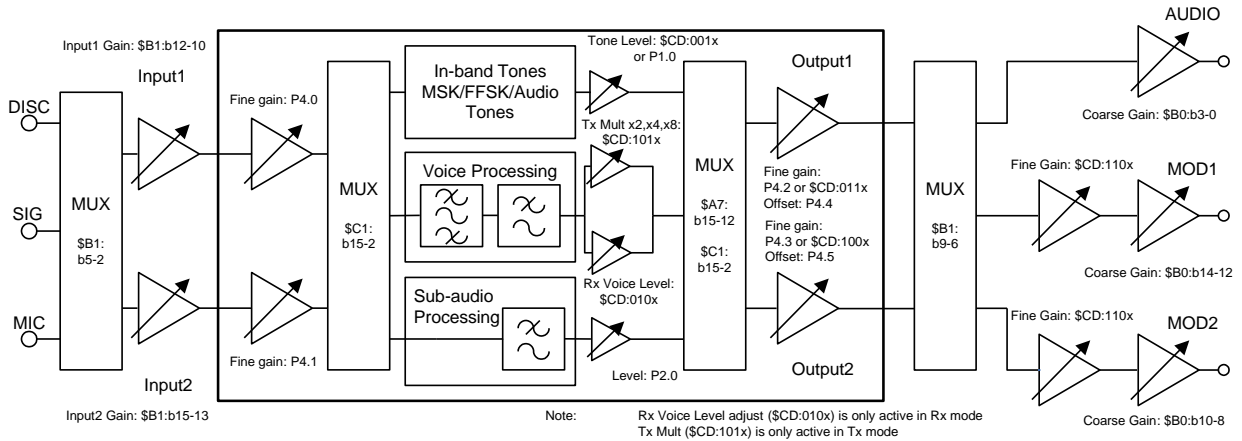 AUDIO
Input1 Gain: $B1:b12-10
Input1
Tone Level: $CD:001x
or P1.0
Output1
DISC
Fine gain: P4.0
In-band Tones
MSK/FFSK/Audio
Tones
Coarse Gain: $B0:b3-0
Tx Mult x2,x4,x8:
$CD:101x
SIG
MUX
$B1:
b5-2
MUX
$C1:
b15-2
Voice Processing
MUX
$A7:
b15-12
$C1:
b15-2
Fine gain:
P4.2 or $CD:011x
Offset: P4.4
Fine gain:
P4.3 or $CD:100x
Offset: P4.5
MUX
$B1:
b9-6
Fine Gain: $CD:110x
MOD1
Coarse Gain: $B0:b14-12
Rx Voice Level:
$CD:010x
MIC
Sub-audio
Processing
Fine Gain: $CD:110x
MOD2
Fine gain: P4.1
Level: P2.0
Output2
Input2
Input2 Gain: $B1:b15-13
Coarse Gain: $B0:b10-8
Note: Rx Voice Level adjust ($CD:010x) is only active in Rx mode
Tx Mult ($CD:101x) is only active in Tx mode